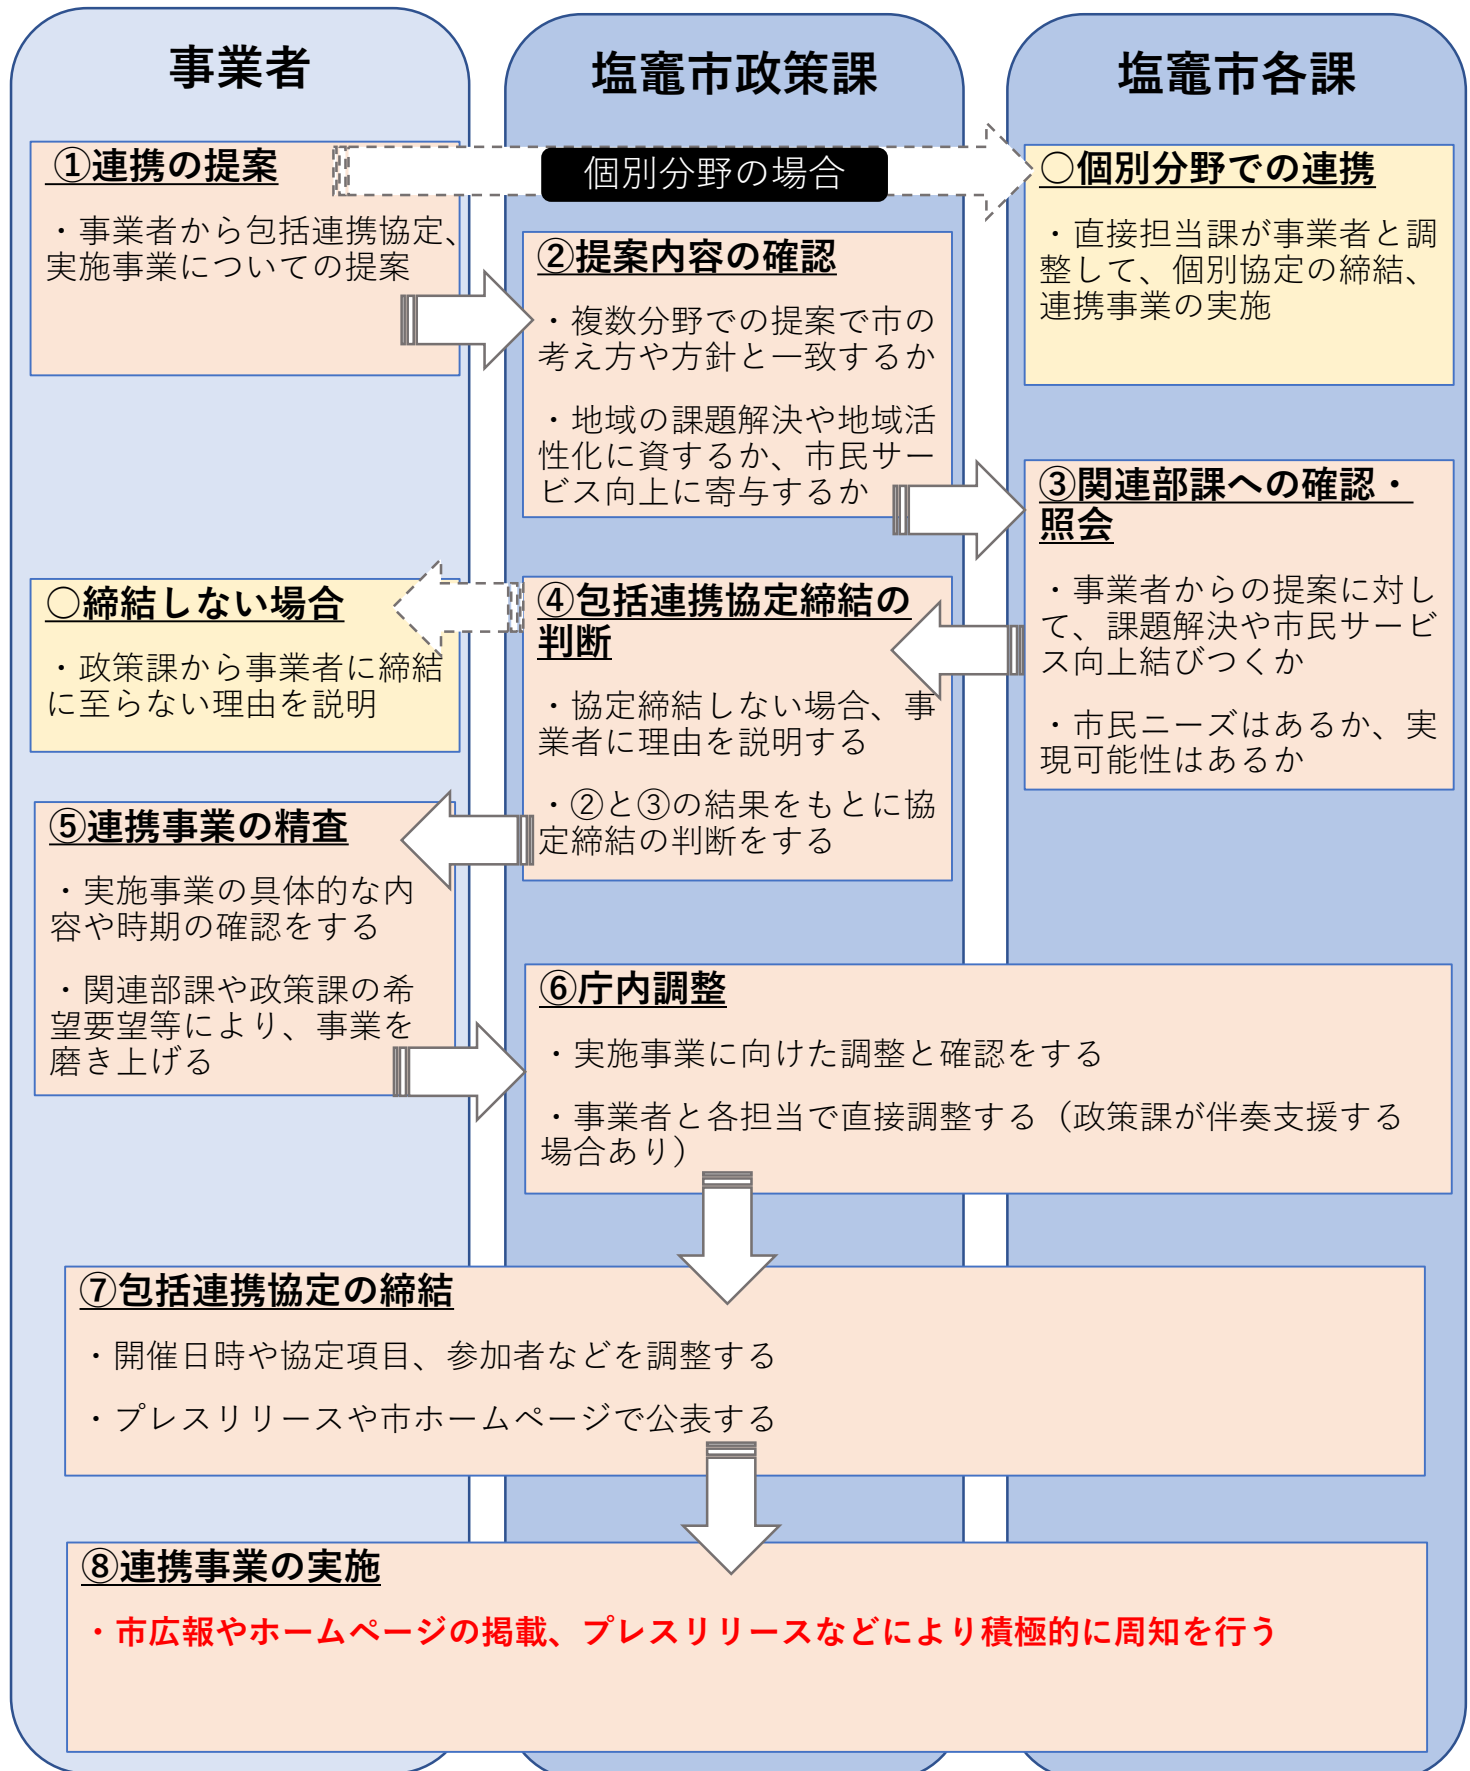 事業者
塩竈市政策課
塩竈市各課
①連携の提案
・事業者から包括連携協定、
実施事業についての提案
個別分野の場合
○個別分野での連携
・直接担当課が事業者と調
整して、個別協定の締結、
連携事業の実施
②提案内容の確認
・複数分野での提案で市の
考え方や方針と一致するか
・地域の課題解決や地域活
性化に資するか、市民サー
ビス向上に寄与するか
③関連部課への確認・
照会
・事業者からの提案に対し
て、課題解決や市民サービ
ス向上結びつくか
・市民ニーズはあるか、実
現可能性はあるか
④包括連携協定締結の
判断
・協定締結しない場合、事
業者に理由を説明する
・②と③の結果をもとに協
定締結の判断をする
○締結しない場合
・政策課から事業者に締結
に至らない理由を説明
⑤連携事業の精査
・実施事業の具体的な内
容や時期の確認をする
・関連部課や政策課の希
望要望等により、事業を
磨き上げる
⑥庁内調整
・実施事業に向けた調整と確認をする
・事業者と各担当で直接調整する（政策課が伴奏支援する
場合あり）
⑦包括連携協定の締結
・開催日時や協定項目、参加者などを調整する
・プレスリリースや市ホームページで公表する
⑧連携事業の実施
・市広報やホームページの掲載、プレスリリースなどにより積極的に周知を行う